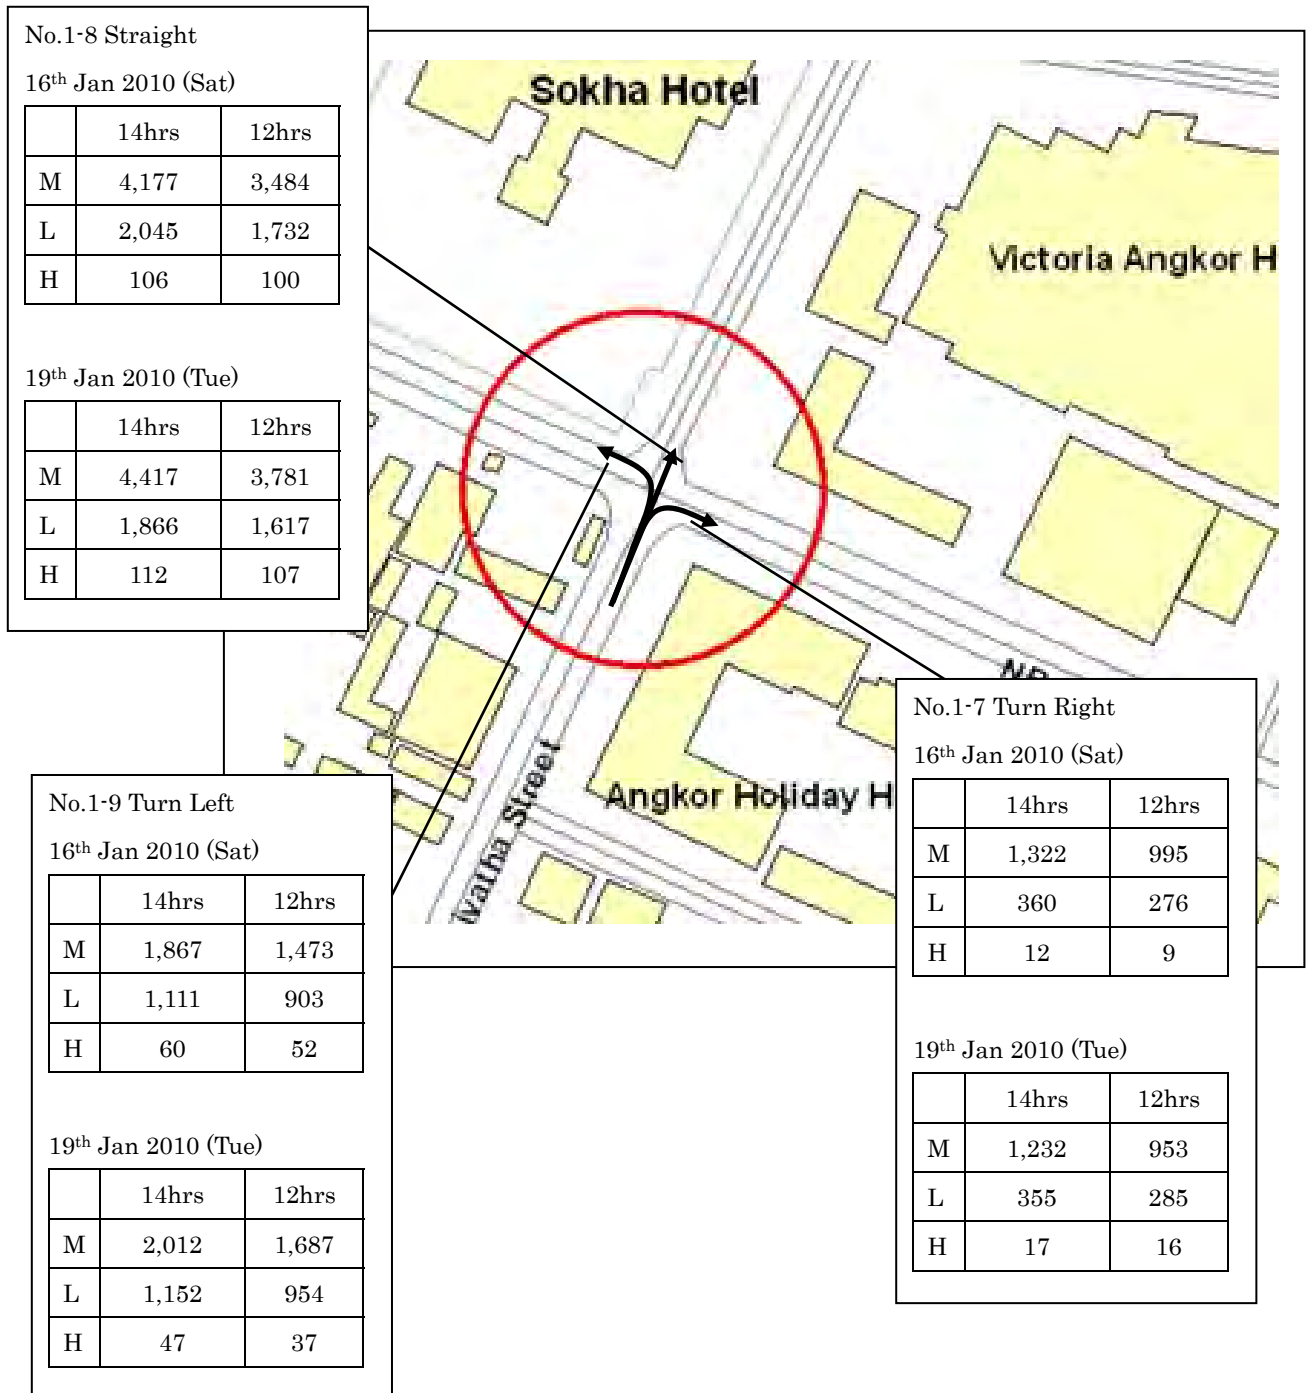 No.1-8 Straight
16th Jan 2010 (Sat)
14hrs 12hrs
M 4,177 3,484
L 2,045 1,732
H 106 100
19th Jan 2010 (Tue)
14hrs 12hrs
M 4,417 3,781
L 1,866 1,617
H 112 107
Sokha Hotel
Victoria Angkor H
NR
Angkor Holiday H
ivatha Street
No.1-9 Turn Left
16th Jan 2010 (Sat)
14hrs 12hrs
M 1,867 1,473
L 1,111 903
H 60 52
19th Jan 2010 (Tue)
14hrs 12hrs
M 2,012 1,687
L 1,152 954
H 47 37
No.1-7 Turn Right
16th Jan 2010 (Sat)
14hrs 12hrs
M 1,322 995
L 360 276
H 12 9
19th Jan 2010 (Tue)
14hrs 12hrs
M 1,232 953
L 355 285
H 17 16